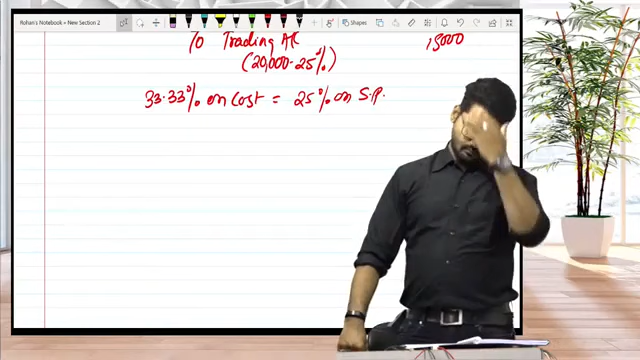 Rohan's Notebook » New Section 2
Shapes
To Trading A/c
15000
(20,000-25%)
33.33% on cost = 25% on S.P.